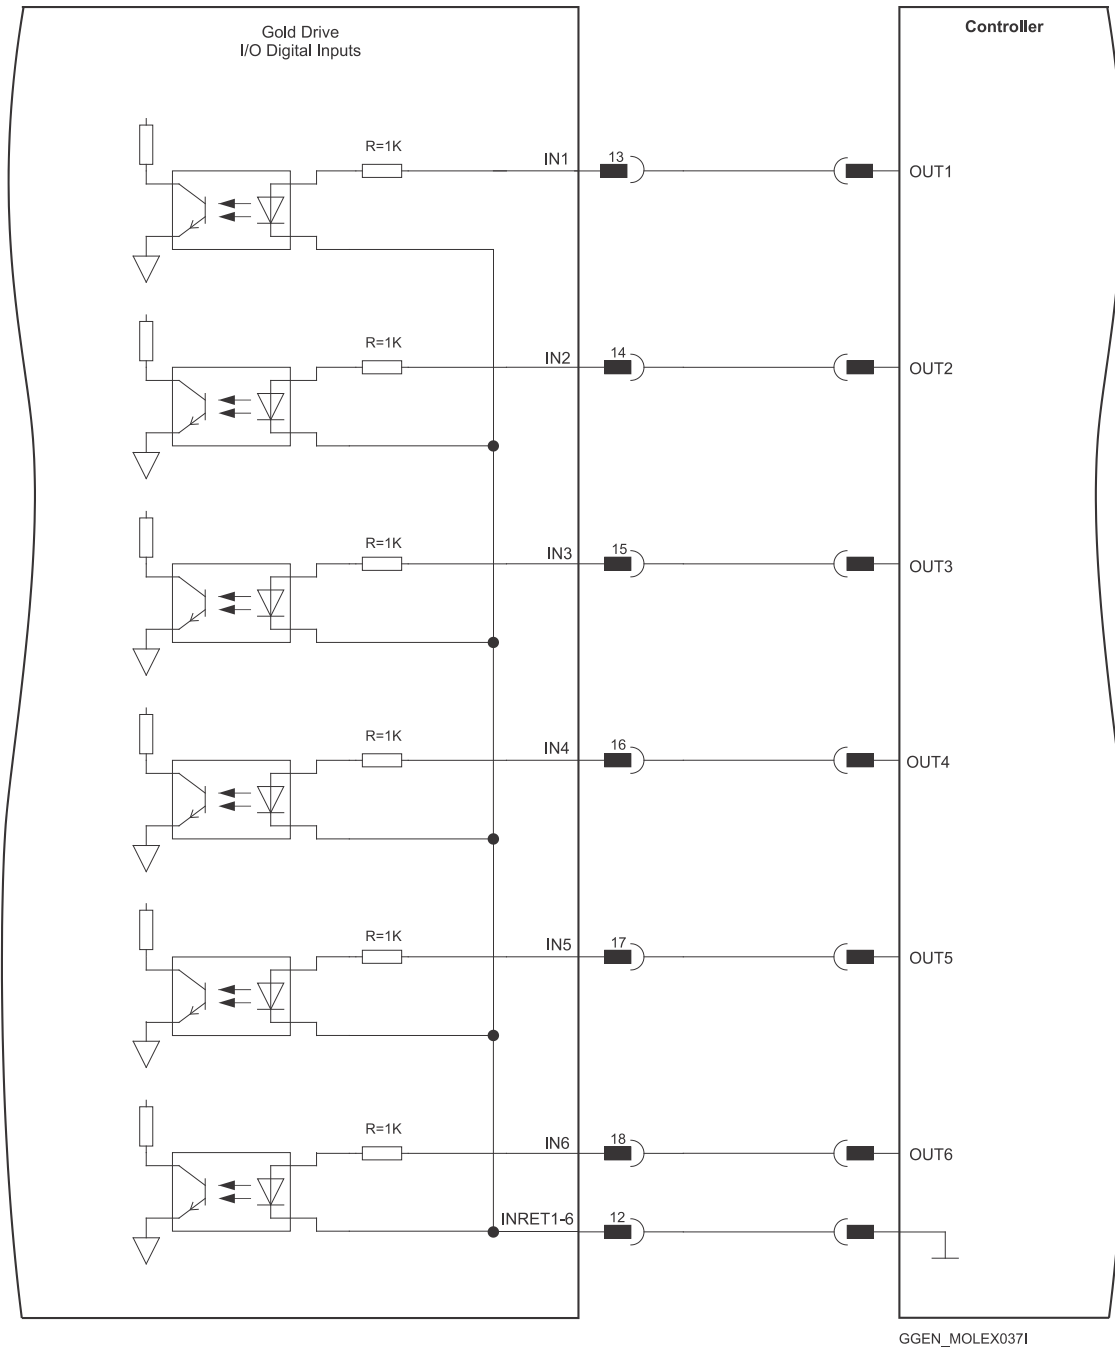 Gold Drive
I/O Digital Inputs
Controller
R=1K
IN1
13
OUT1
R=1K
IN2
14
OUT2
R=1K
IN3
15
OUT3
R=1K
IN4
16
OUT4
R=1K
IN5
17
OUT5
R=1K
IN6
18
OUT6
INRET1-6
12
GGEN_MOLEX037I